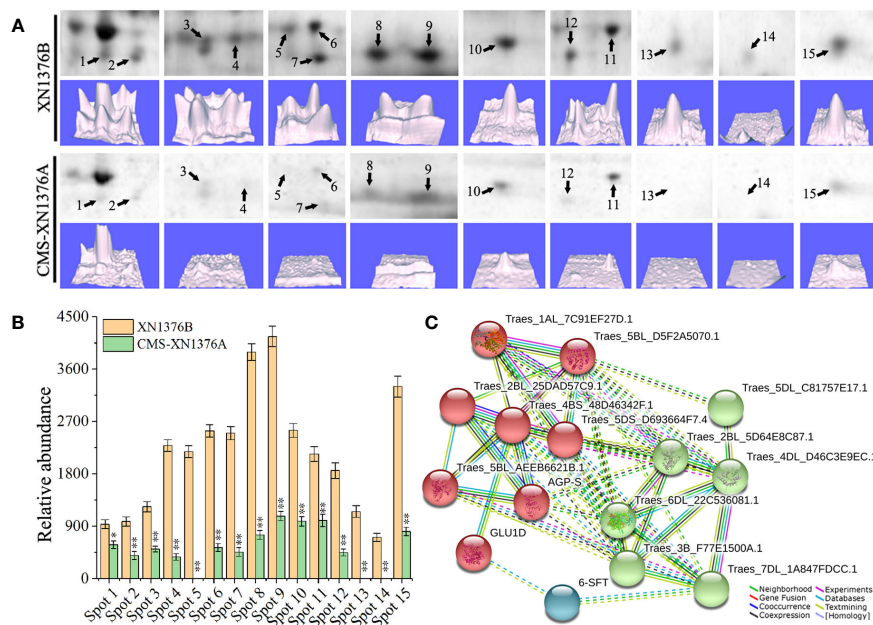 A
XN1376B
3
1
2
4
5
6
7
8
9
10
12
11
13
14
15
CMS-XN1376A
1
2
3
4
5
6
7
8
9
10
12
11
13
14
15
B
Relative abundance
4500
3600
2700
1800
900
0
XN1376B
CMS-XN1376A
*
**
**
**
**
**
**
**
**
**
**
**
**
**
**
Spot 1
Spot 2
Spot 3
Spot 4
Spot 5
Spot 6
Spot 7
Spot 8
Spot 9
Spot 10
Spot 11
Spot 12
Spot 13
Spot 14
Spot 15
C
Traes_1AL_7C91EF27D.1
Traes_5BL_D5F2A5070.1
Traes_2BL_25DAD57C9.1
Traes_5DL_C81757E17.1
Traes_4BS_48D46342F.1
Traes_5DS_D693664F7.4
Traes_2BL_5D64E8C87.1
Traes_4DL_D46C3E9EC.1
Traes_5BL_AEEB6621B.1
AGP-S
Traes_6DL_22C536081.1
GLU1D
Traes_3B_F77E1500A.1
Traes_7DL_1A847FDCC.1
6-SFT
Neighborhood
Gene Fusion
Cooccurrence
Coexpression
Experiments
Databases
Textmining
[Homology]